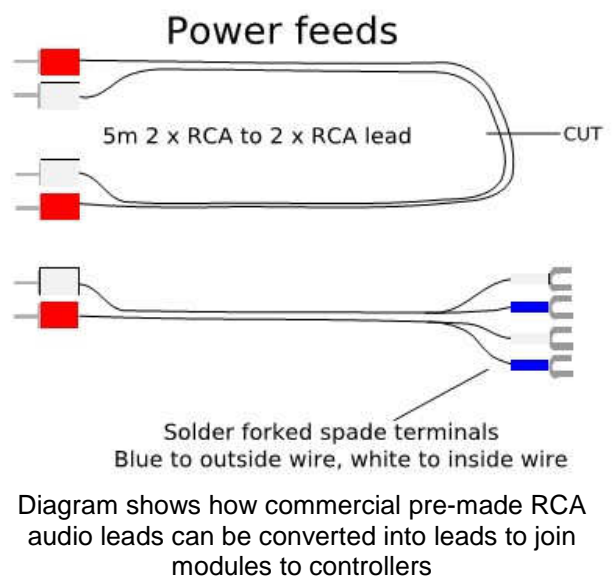 Power feeds
5m 2 x RCA to 2 x RCA lead
CUT
Solder forked spade terminals
Blue to outside wire, white to inside wire
Diagram shows how commercial pre-made RCA
audio leads can be converted into leads to join
modules to controllers